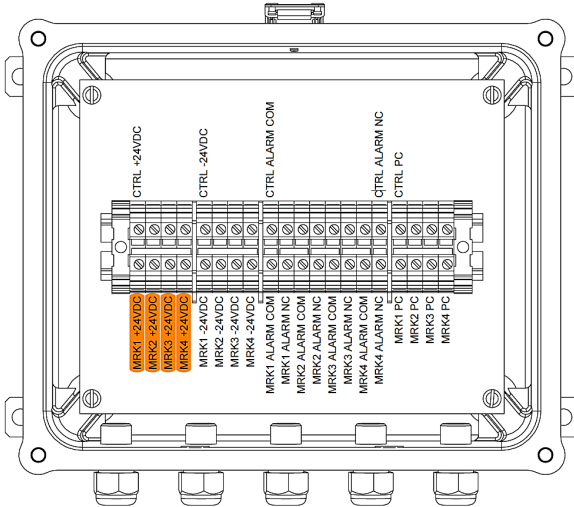 CTRL +24VDC
CTRL -24VDC
CTRL ALARM COM
CTRL ALARM NC
CTRL PC
MRK1 +24VDC
MRK2 +24VDC
MRK3 +24VDC
MRK4 +24VDC
MRK1 -24VDC
MRK2 -24VDC
MRK3 -24VDC
MRK4 -24VDC
MRK1 ALARM COM
MRK1 ALARM NC
MRK2 ALARM COM
MRK2 ALARM NC
MRK3 ALARM COM
MRK3 ALARM NC
MRK4 ALARM COM
MRK4 ALARM NC
MRK1 PC
MRK2 PC
MRK3 PC
MRK4 PC